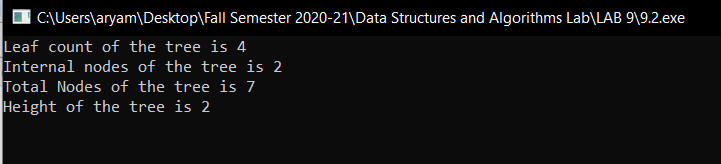 C:\Users\aryam\Desktop\Fall Semester 2020-21\Data Structures and Algorithms Lab\LAB 9\9.2.exe
Leaf count of the tree is 4
Internal nodes of the tree is 2
Total Nodes of the tree is 7
Height of the tree is 2